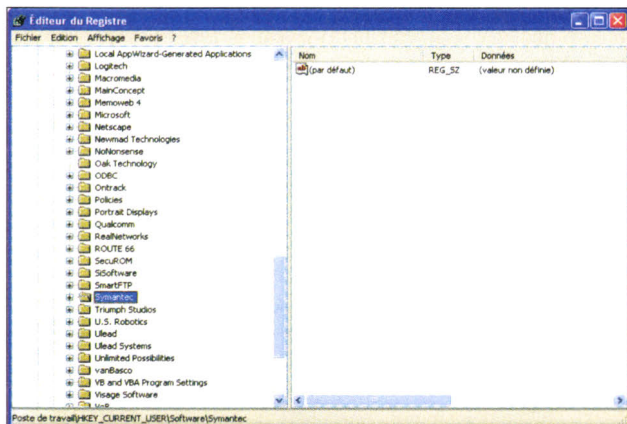 Éditeur du Registre
Fichier Edition Affichage Favoris ?
Local AppWizard-Generated Applications
Logitech
Macromedia
MainConcept
Memoweb 4
Microsoft
Netscape
Newmad Technologies
NoNonsense
Oak Technology
ODBC
Ontrack
Policies
Portrait Displays
Qualcomm
RealNetworks
ROUTE 66
SecuROM
SiSoftware
SmartFTP
Symantec
Triumph Studios
U.S. Robotics
Ulead
Ulead Systems
Unlimited Possibilities
vanBasco
VB and VBA Program Settings
Visage Software
Nom Type Données
(par défaut) REG_SZ (valeur non définie)
Poste de travail\HKEY_CURRENT_USER\Software\Symantec